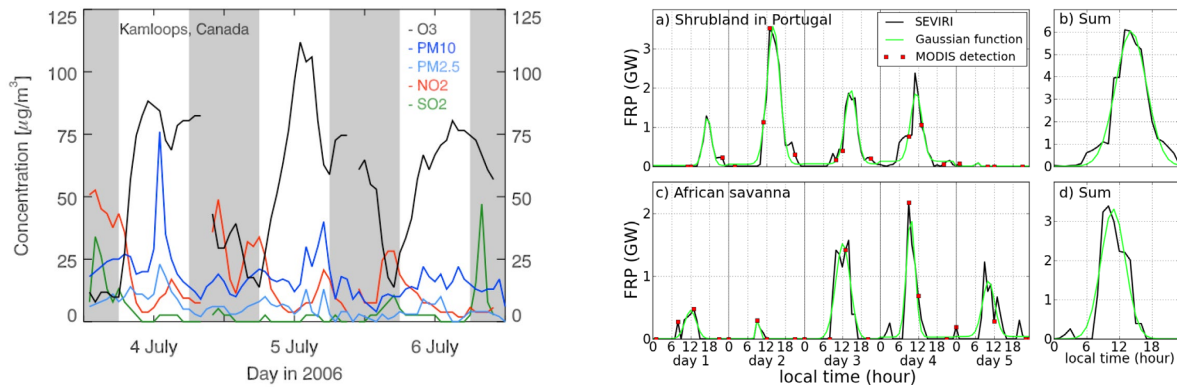 Kamloops, Canada
- O3
- PM10
- PM2.5
- NO2
- SO2
125
100
75
50
25
0
125
100
75
50
25
0
Concentration [μg/m³]
4 July
5 July
6 July
Day in 2006
a) Shrubland in Portugal
SEVIRI
Gaussian function
MODIS detection
FRP (GW)
3
2
1
0
b) Sum
6
5
4
3
2
1
0
c) African savanna
FRP (GW)
2
1
0
d) Sum
3
2
1
0
0 6 12 18 0 6 12 18 0 6 12 18 0 6 12 18 0 6 12 18
day 1 day 2 day 3 day 4 day 5
local time (hour)
0 6 12 18
local time (hour)